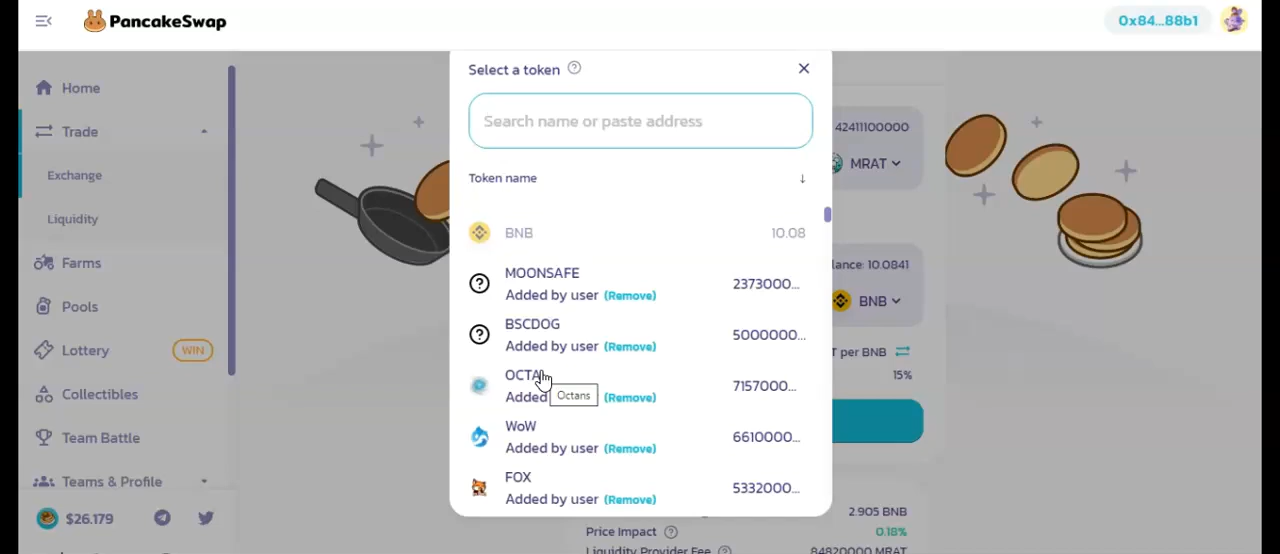 PancakeSwap
0x84...88b1
Home
Trade
Exchange
Liquidity
Farms
Pools
Lottery
WIN
Collectibles
Team Battle
Teams & Profile
$26.179
Select a token
Search name or paste address
Token name
BNB 10.08
MOONSAFE
Added by user (Remove) 2373000...
BSCDOG
Added by user (Remove) 5000000...
Added (Remove) 7157000...
Octans
WoW
Added by user (Remove) 6610000...
FOX
Added by user (Remove) 5332000...
42411100000
MRAT
10.0841
BNB
per BNB
15%
2.905 BNB
Price Impact 0.18%
Liquidity Provider Fee 84820000 MRAT